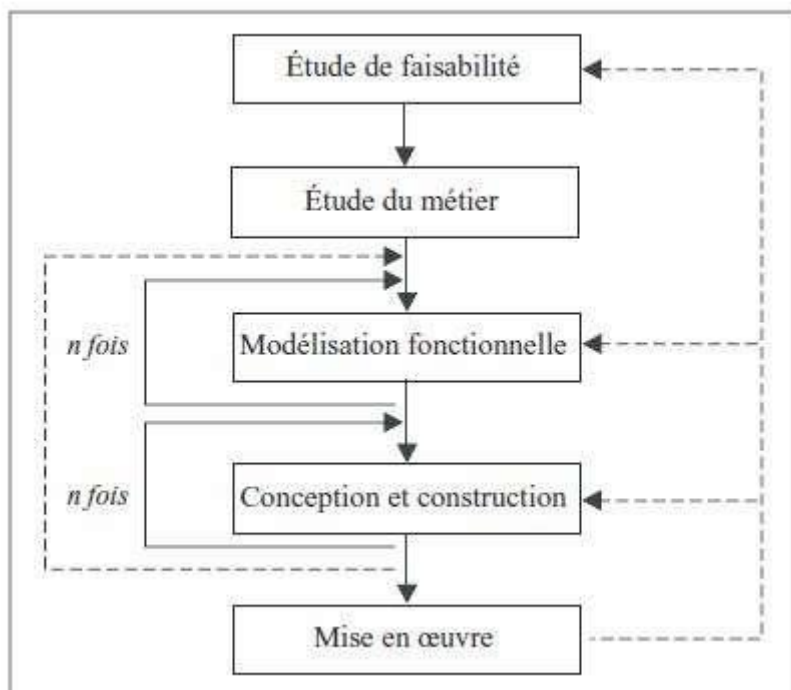 Étude de faisabilité
Étude du métier
n fois
Modélisation fonctionnelle
n fois
Conception et construction
Mise en œuvre